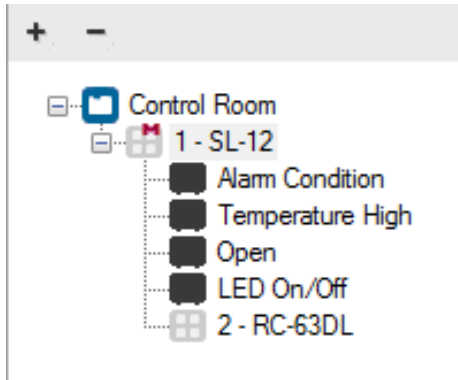 + -
Control Room
M
1 - SL-12
Alarm Condition
Temperature High
Open
LED On/Off
2 - RC-63DL